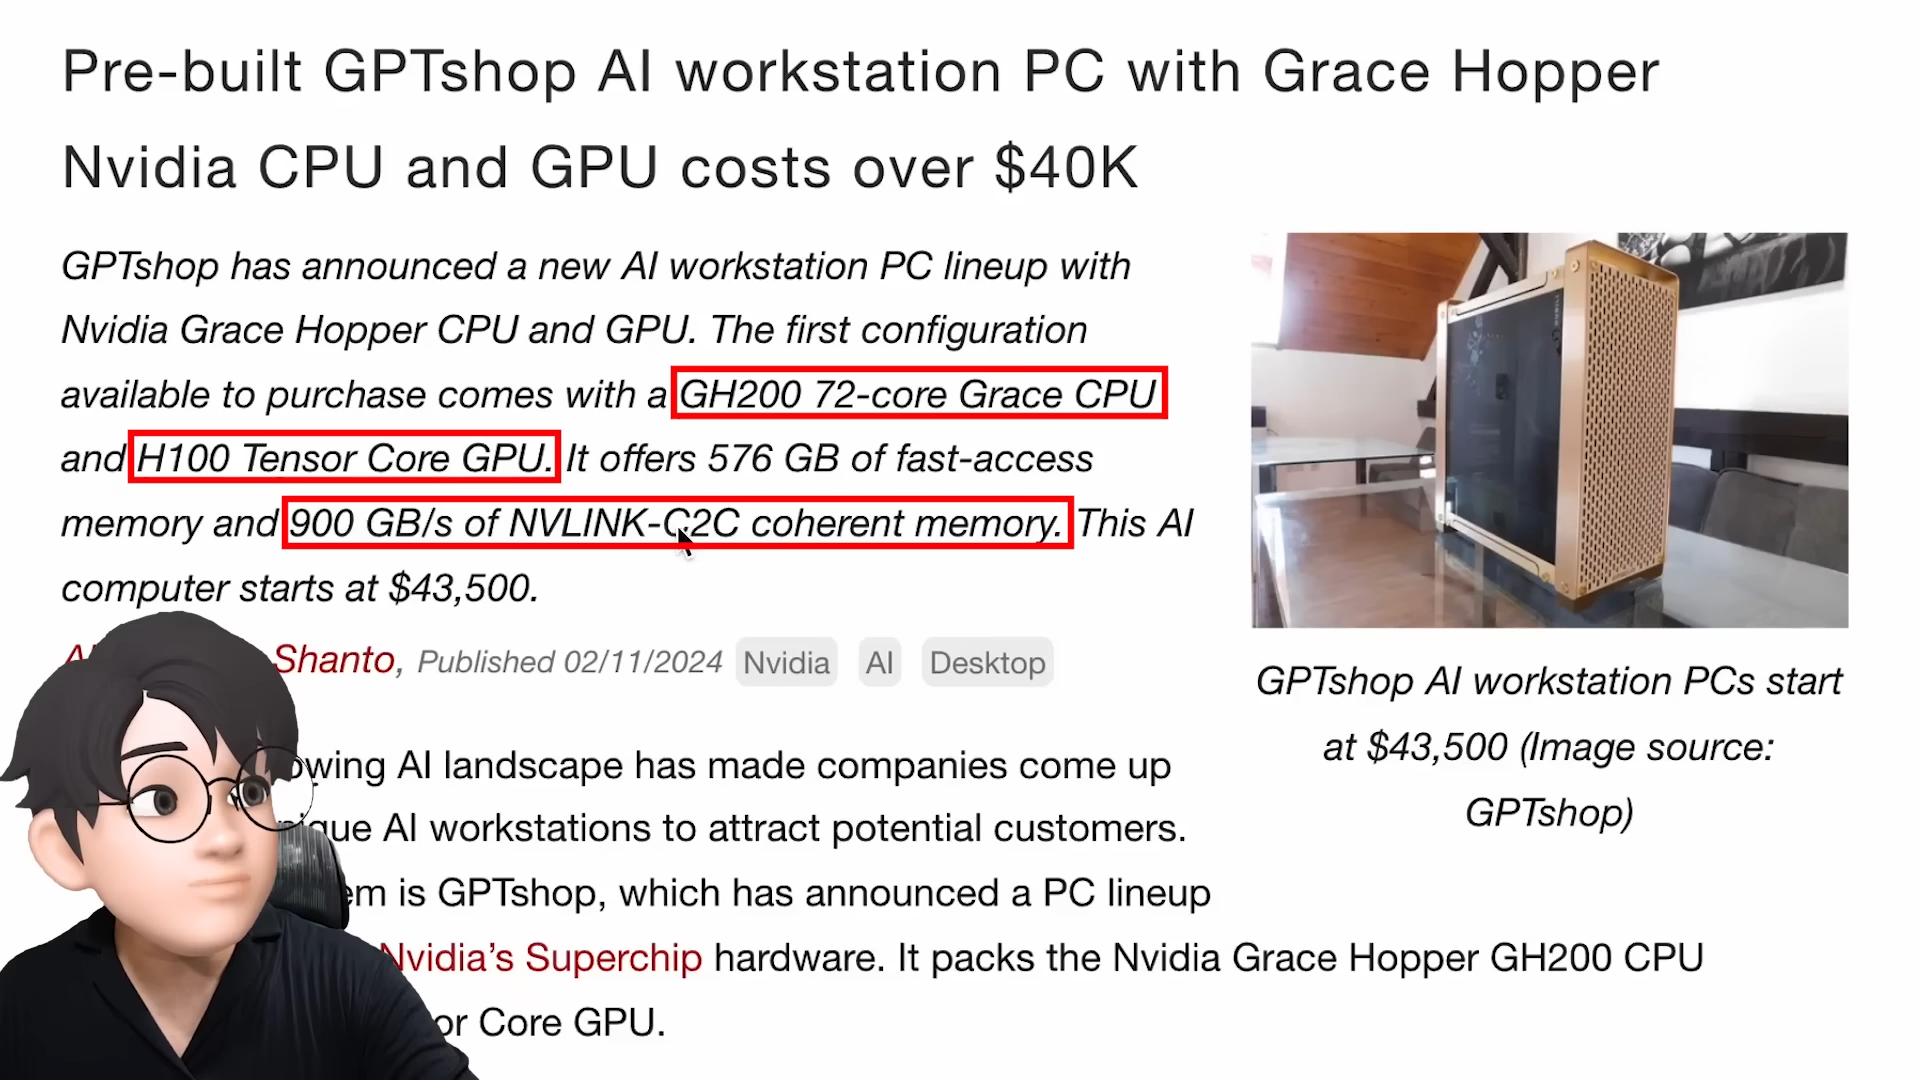 Pre-built GPTshop AI workstation PC with Grace Hopper
Nvidia CPU and GPU costs over $40K
GPTshop has announced a new AI workstation PC lineup with
Nvidia Grace Hopper CPU and GPU. The first configuration
available to purchase comes with a GH200 72-core Grace CPU
and H100 Tensor Core GPU. It offers 576 GB of fast-access
memory and 900 GB/s of NVLINK-C2C coherent memory. This AI
computer starts at $43,500.
Shanto, Published 02/11/2024 Nvidia AI Desktop
AI landscape has made companies come up
AI workstations to attract potential customers.
is GPTshop, which has announced a PC lineup
Nvidia's Superchip hardware. It packs the Nvidia Grace Hopper GH200 CPU
Core GPU.
GPTshop AI workstation PCs start
at $43,500 (Image source:
GPTshop)